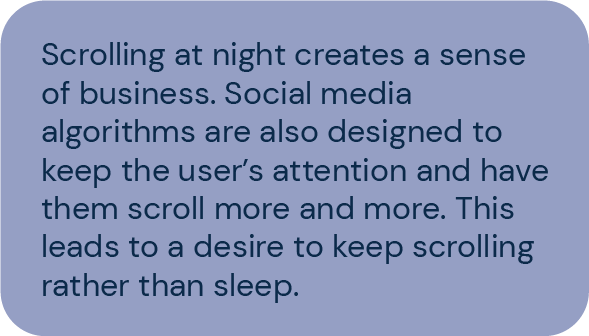 Scrolling at night creates a sense
of business. Social media
algorithms are also designed to
keep the user’s attention and have
them scroll more and more. This
leads to a desire to keep scrolling
rather than sleep.